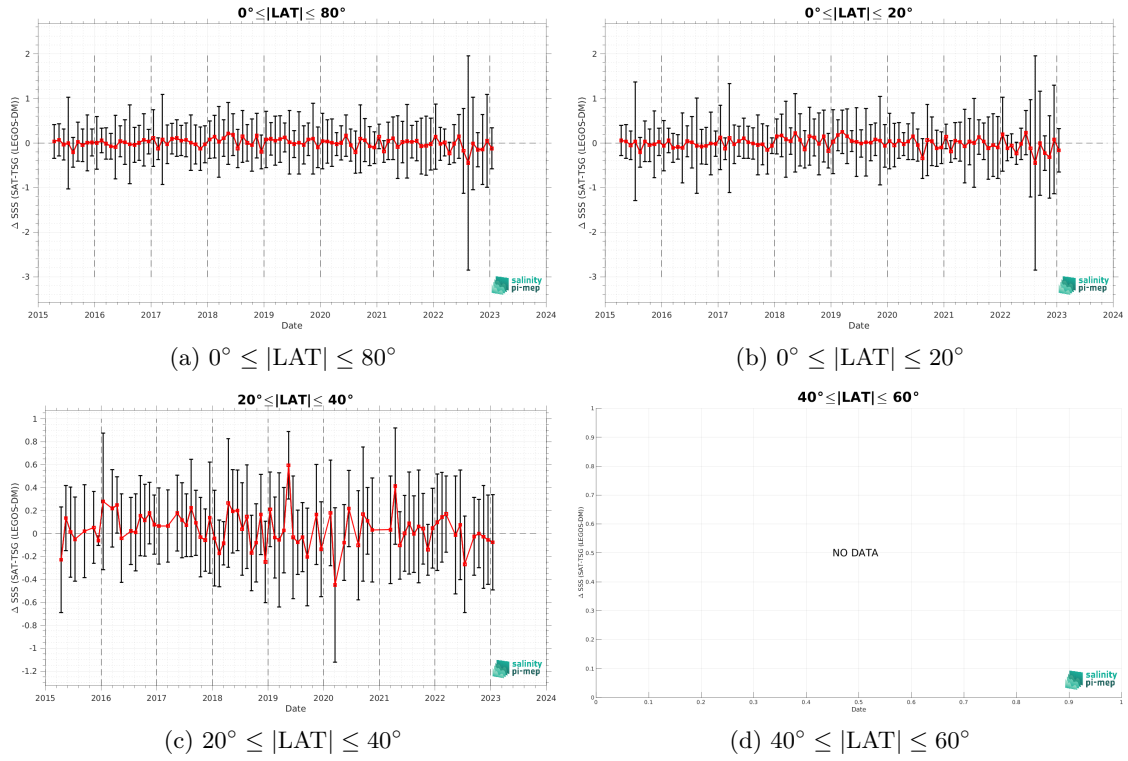 0°≤|LAT|≤ 80°
Δ SSS (SAT-TSG (LEGOS-DM))
2
1
0
-1
-2
-3
2015 2016 2017 2018 2019 2020 2021 2022 2023 2024
Date
salinity
pi-mep
(a) 0° ≤ |LAT| ≤ 80°
0°≤|LAT|≤ 20°
Δ SSS (SAT-TSG (LEGOS-DM))
2
1
0
-1
-2
-3
2015 2016 2017 2018 2019 2020 2021 2022 2023 2024
Date
salinity
pi-mep
(b) 0° ≤ |LAT| ≤ 20°
20°≤|LAT|≤ 40°
Δ SSS (SAT-TSG (LEGOS-DM))
1
0.8
0.6
0.4
0.2
0
-0.2
-0.4
-0.6
-0.8
-1
-1.2
2015 2016 2017 2018 2019 2020 2021 2022 2023 2024
Date
salinity
pi-mep
(c) 20° ≤ |LAT| ≤ 40°
40°≤|LAT|≤ 60°
Δ SSS (SAT-TSG (LEGOS-DM))
1
0.9
0.8
0.7
0.6
0.5
0.4
0.3
0.2
0.1
0
NO DATA
0 0.1 0.2 0.3 0.4 0.5 0.6 0.7 0.8 0.9 1
Date
salinity
pi-mep
(d) 40° ≤ |LAT| ≤ 60°